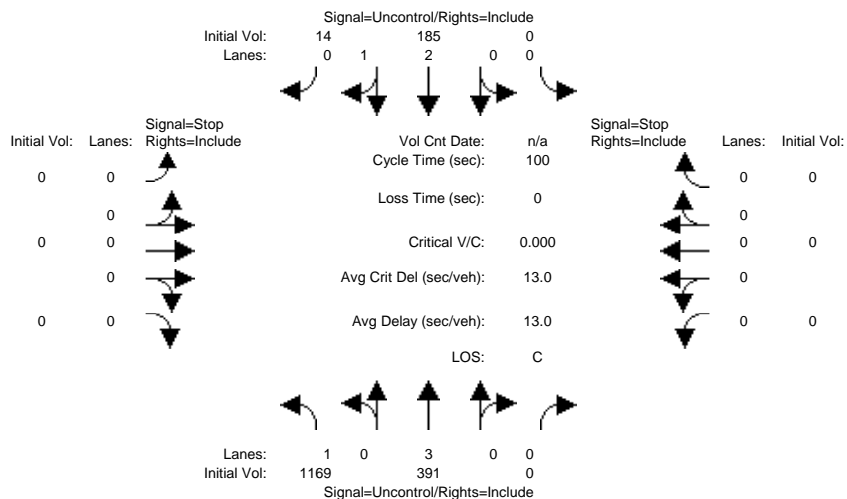 Signal=Uncontrol/Rights=Include
Initial Vol: 14 185 0
Lanes: 0 1 2 0 0
Signal=Stop
Initial Vol: Lanes: Rights=Include
Vol Cnt Date: n/a
Signal=Stop
Rights=Include Lanes: Initial Vol:
Cycle Time (sec): 100
0 0
0 0
Loss Time (sec): 0
0
0
0 0
Critical V/C: 0.000
0 0
0
Avg Crit Del (sec/veh): 13.0
0
0 0
Avg Delay (sec/veh): 13.0
0 0
LOS: C
Lanes: 1 0 3 0 0
Initial Vol: 1169 391 0
Signal=Uncontrol/Rights=Include